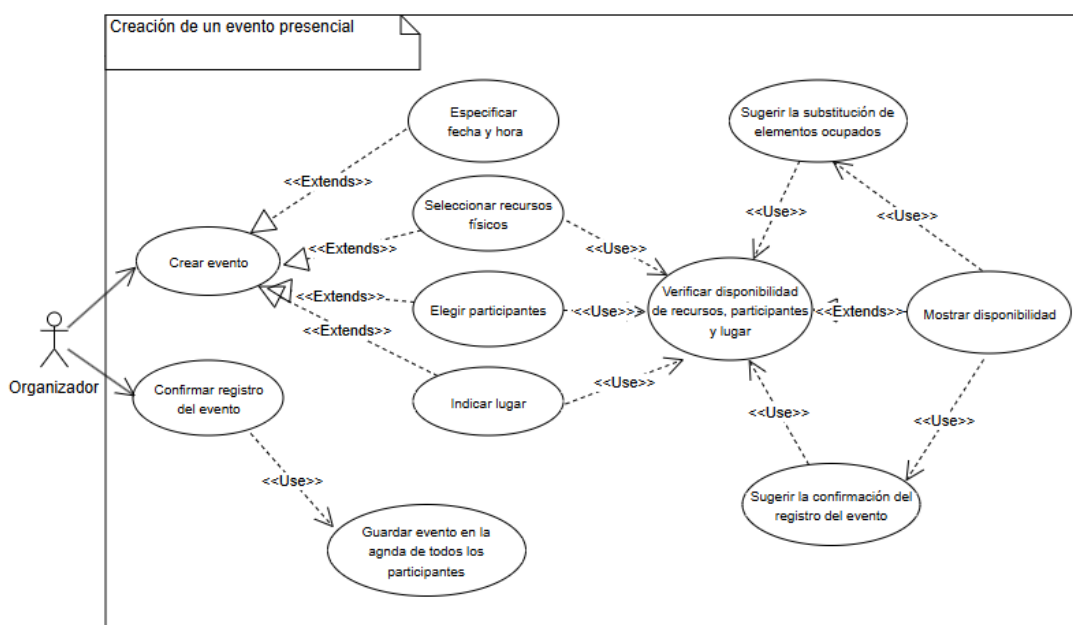 Creación de un evento presencial
Especificar
fecha y hora
Sugerir la substitución de
elementos ocupados
<<Extends>>
Seleccionar recursos
físicos
<<Use>>
<<Use>>
<<Extends>>
<<Use>>
Crear evento
<<Extends>>
Elegir participantes
<<Use>>
Verificar disponibilidad
de recursos, participantes
y lugar
<<Extends>>
Mostrar disponibilidad
<<Extends>>
Organizador
Confirmar registro
del evento
Indicar lugar
<<Use>>
<<Use>>
<<Use>>
<<Use>>
Sugerir la confirmación del
registro del evento
Guardar evento en la
agnda de todos los
participantes